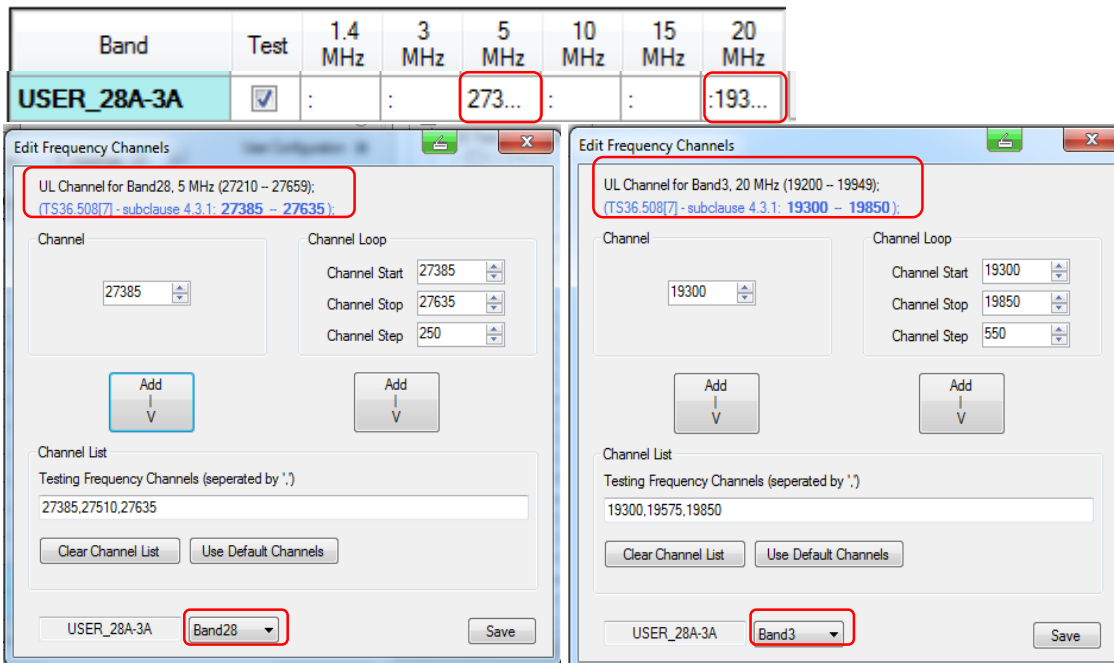 Band Test 1.4 MHz 3 MHz 5 MHz 10 MHz 15 MHz 20 MHz
USER_28A-3A : : 273... : : :193...
Edit Frequency Channels
UL Channel for Band28, 5 MHz (27210 -- 27659);
(TS36.508[7] - subclause 4.3.1: 27385 -- 27635 );
Channel
27385
Channel Loop
Channel Start 27385
Channel Stop 27635
Channel Step 250
Add
|
V
Add
|
V
Channel List
Testing Frequency Channels (seperated by ',')
27385,27510,27635
Clear Channel List Use Default Channels
USER_28A-3A Band28 Save
Edit Frequency Channels
UL Channel for Band3, 20 MHz (19200 -- 19949);
(TS36.508[7] - subclause 4.3.1: 19300 -- 19850 );
Channel
19300
Channel Loop
Channel Start 19300
Channel Stop 19850
Channel Step 550
Add
|
V
Add
|
V
Channel List
Testing Frequency Channels (seperated by ',')
19300,19575,19850
Clear Channel List Use Default Channels
USER_28A-3A Band3 Save